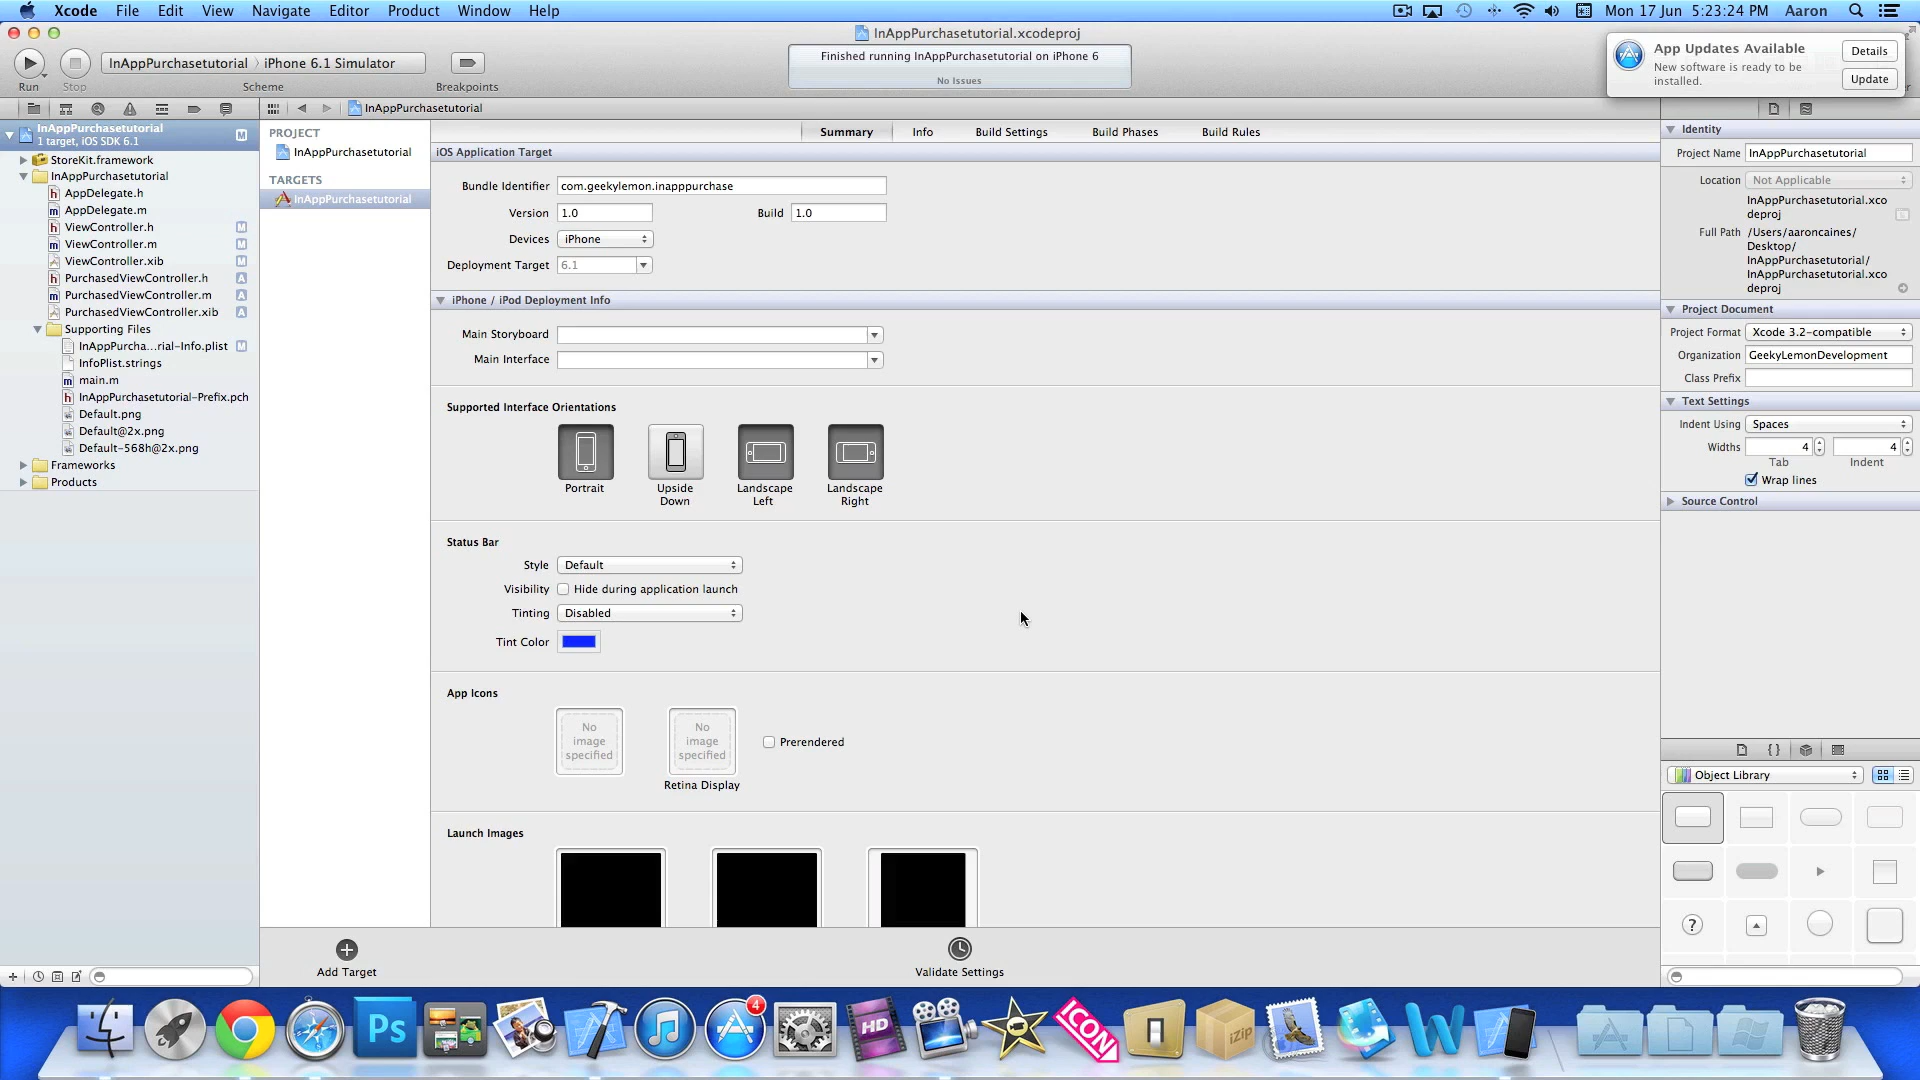 Xcode File Edit View Navigate Editor Product Window Help Mon 17 Jun 5:23:24 PM Aaron
InAppPurchasetutorial.xcodeproj
InAppPurchasetutorial 〉 iPhone 6.1 Simulator
Finished running InAppPurchasetutorial on iPhone 6
No Issues
Run Stop Scheme Breakpoints
App Updates Available
New software is ready to be
installed.
Details
Update
InAppPurchasetutorial
InAppPurchasetutorial M
1 target, iOS SDK 6.1
StoreKit.framework
InAppPurchasetutorial
h AppDelegate.h
m AppDelegate.m
h ViewController.h M
m ViewController.m M
ViewController.xib M
h PurchasedViewController.h A
m PurchasedViewController.m A
PurchasedViewController.xib A
Supporting Files
InAppPurcha...rial-Info.plist M
InfoPlist.strings
m main.m
h InAppPurchasetutorial-Prefix.pch
Default.png
Default@2x.png
Default-568h@2x.png
Frameworks
Products
PROJECT
InAppPurchasetutorial
TARGETS
InAppPurchasetutorial
Summary Info Build Settings Build Phases Build Rules
iOS Application Target
Bundle Identifier com.geekylemon.inapppurchase
Version 1.0 Build 1.0
Devices iPhone
Deployment Target 6.1
iPhone / iPod Deployment Info
Main Storyboard
Main Interface
Supported Interface Orientations
Portrait Upside Landscape Landscape
Down Left Right
Status Bar
Style Default
Visibility Hide during application launch
Tinting Disabled
Tint Color
App Icons
No No
image image
specified specified
Prerendered
Retina Display
Launch Images
Add Target
Validate Settings
Identity
Project Name InAppPurchasetutorial
Location Not Applicable
InAppPurchasetutorial.xco
deproj
Full Path /Users/aaroncaines/
Desktop/
InAppPurchasetutorial/
InAppPurchasetutorial.xco
deproj
Project Document
Project Format Xcode 3.2-compatible
Organization GeekyLemonDevelopment
Class Prefix
Text Settings
Indent Using Spaces
Widths 4 4
Tab Indent
Wrap lines
Source Control
{ }
Object Library
?
Ps
4
HD
ICON
iZip
W